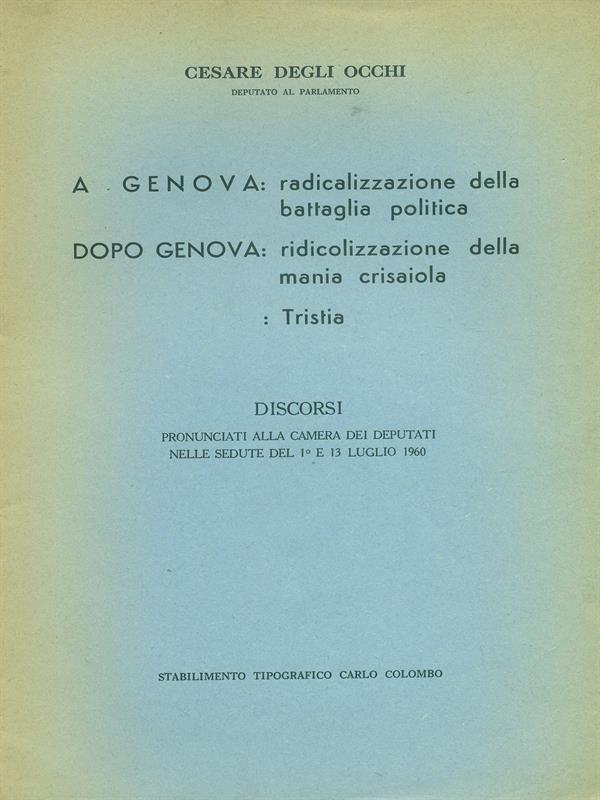 CESARE DEGLI OCCHI
DEPUTATO AL PARLAMENTO
A GENOVA: radicalizzazione della
battaglia politica
DOPO GENOVA: ridicolizzazione della
mania crisaiola
: Tristia
DISCORSI
PRONUNCIATI ALLA CAMERA DEI DEPUTATI
NELLE SEDUTE DEL 1º E 13 LUGLIO 1960
STABILIMENTO TIPOGRAFICO CARLO COLOMBO